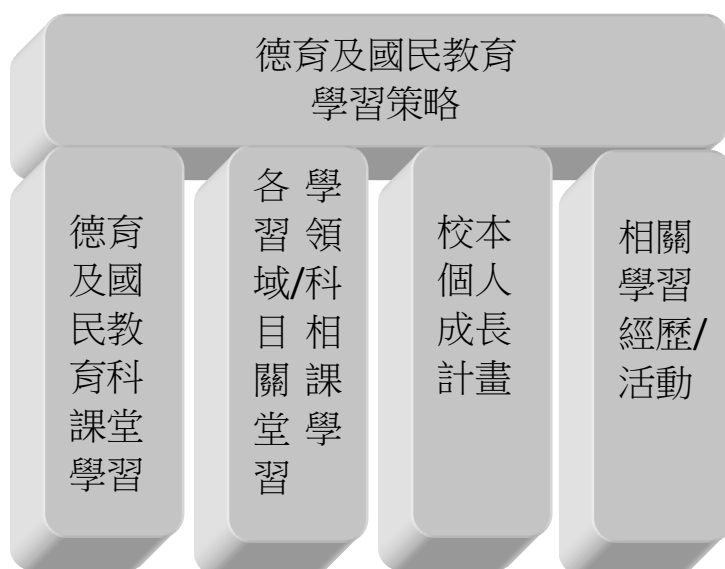 德育及國民教育
學習策略
德育
及國
民教
育科
課堂
學習
各 學
習 領
域/科
目 相
關 課
堂 學
習
校本
個人
成長
計畫
相關
學習
經歷/
活動